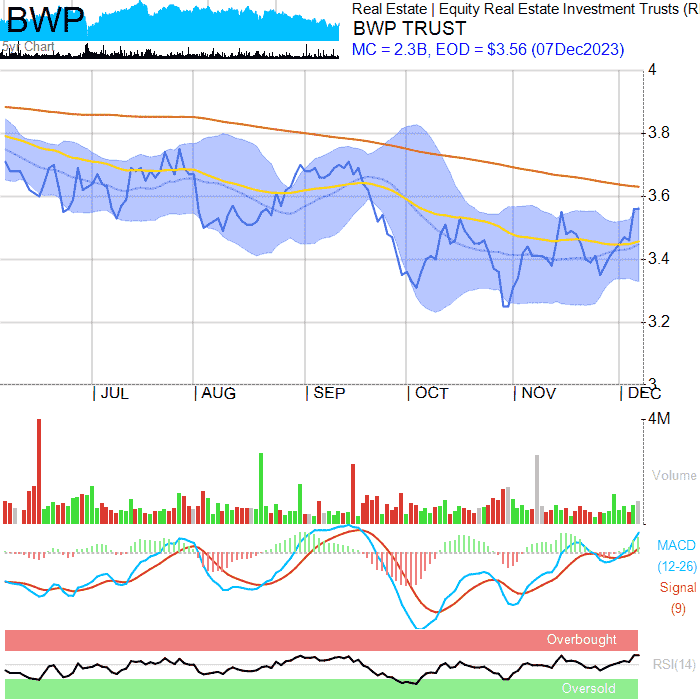 BWP
5yr Chart
Real Estate | Equity Real Estate Investment Trusts (R
BWP TRUST
MC = 2.3B, EOD = $3.56 (07Dec2023)
4
3.8
3.6
3.4
3.2
3
| JUL | AUG | SEP | OCT | NOV | DEC
4M
Volume
MACD
(12-26)
Signal
(9)
Overbought
RSI(14)
Oversold